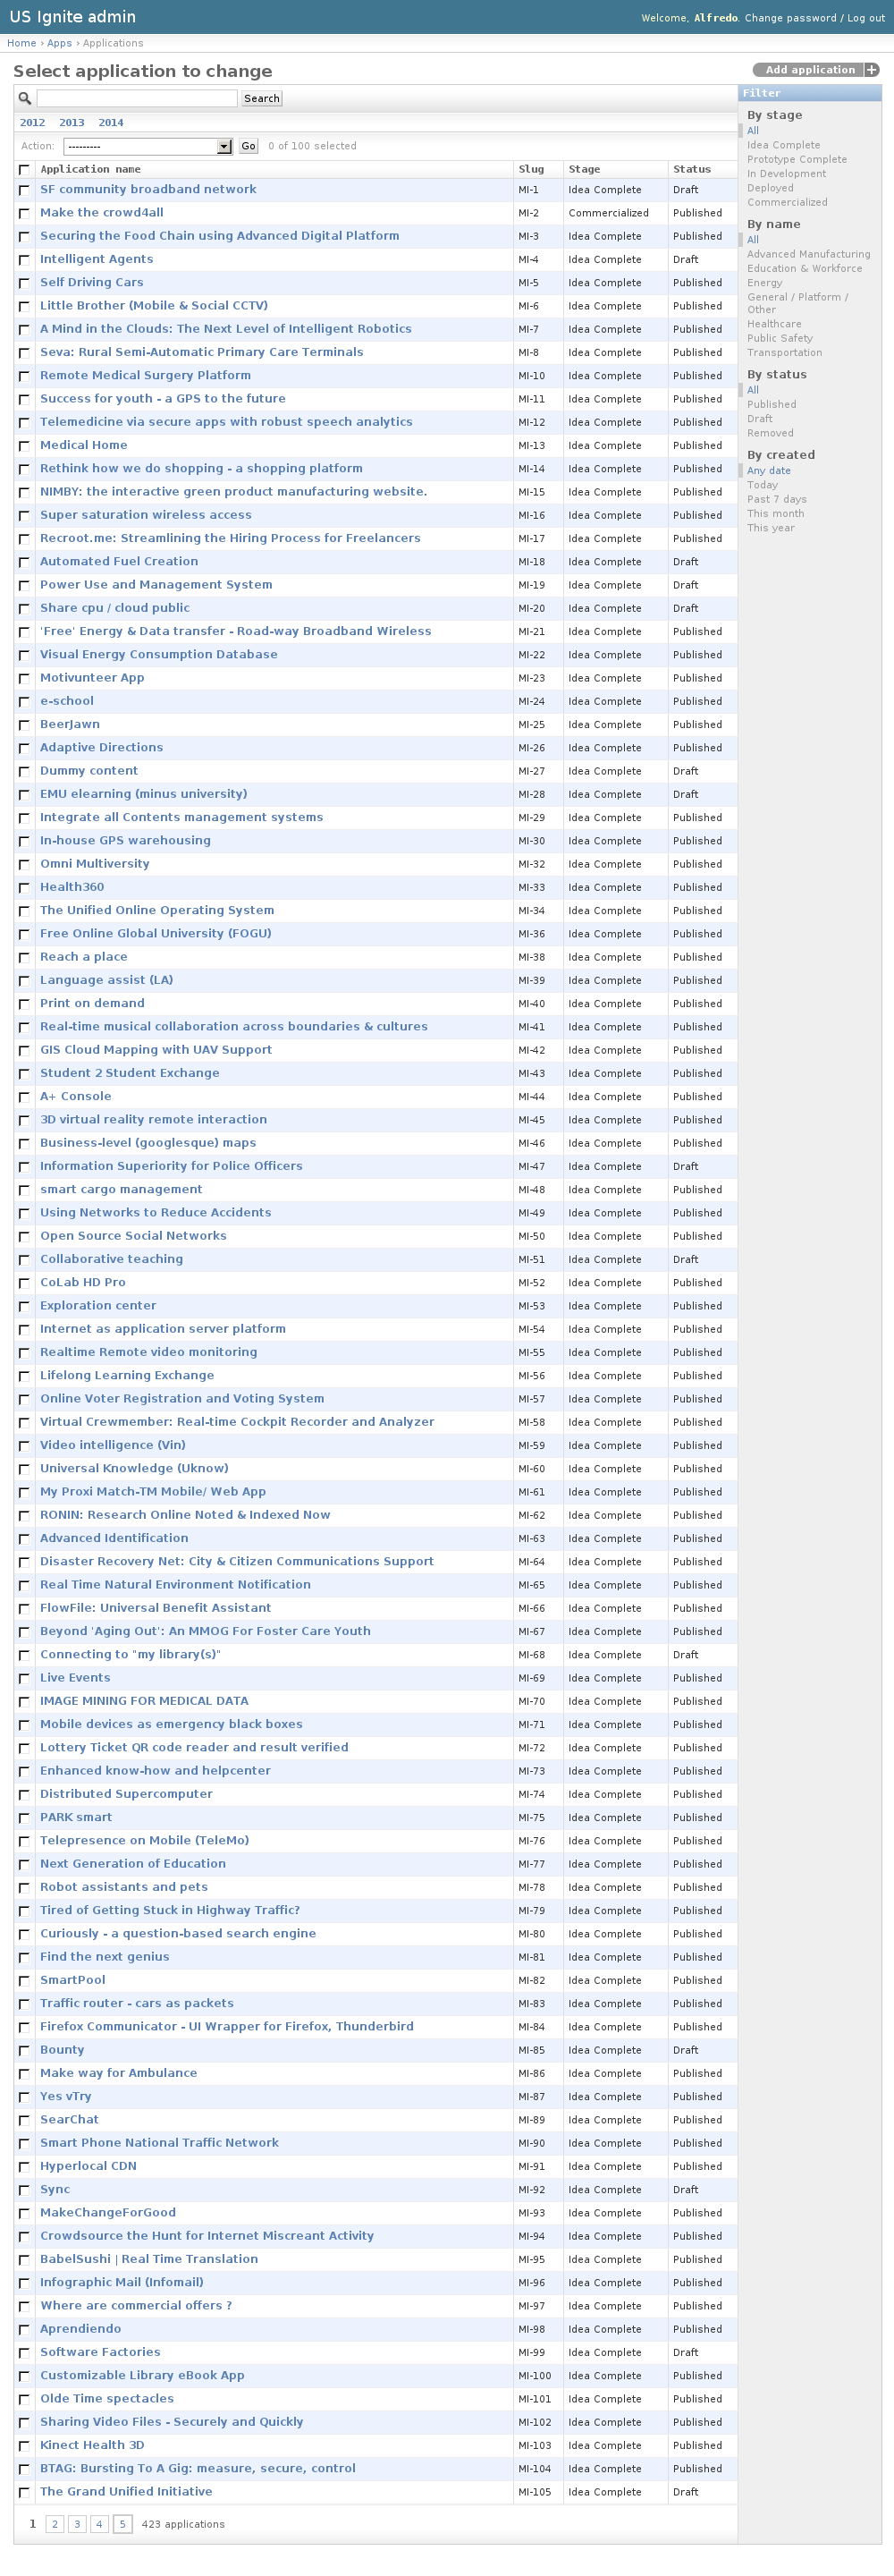 US Ignite admin
Welcome, Alfredo. Change password / Log out
Home › Apps › Applications
Select application to change
Add application +
Search
2012 2013 2014
Action: --------- Go 0 of 100 selected
Application name Slug Stage Status
SF community broadband network MI-1 Idea Complete Draft
Make the crowd4all MI-2 Commercialized Published
Securing the Food Chain using Advanced Digital Platform MI-3 Idea Complete Published
Intelligent Agents MI-4 Idea Complete Draft
Self Driving Cars MI-5 Idea Complete Published
Little Brother (Mobile & Social CCTV) MI-6 Idea Complete Published
A Mind in the Clouds: The Next Level of Intelligent Robotics MI-7 Idea Complete Published
Seva: Rural Semi-Automatic Primary Care Terminals MI-8 Idea Complete Published
Remote Medical Surgery Platform MI-10 Idea Complete Published
Success for youth - a GPS to the future MI-11 Idea Complete Published
Telemedicine via secure apps with robust speech analytics MI-12 Idea Complete Published
Medical Home MI-13 Idea Complete Published
Rethink how we do shopping - a shopping platform MI-14 Idea Complete Published
NIMBY: the interactive green product manufacturing website. MI-15 Idea Complete Published
Super saturation wireless access MI-16 Idea Complete Published
Recroot.me: Streamlining the Hiring Process for Freelancers MI-17 Idea Complete Published
Automated Fuel Creation MI-18 Idea Complete Draft
Power Use and Management System MI-19 Idea Complete Draft
Share cpu / cloud public MI-20 Idea Complete Draft
'Free' Energy & Data transfer - Road-way Broadband Wireless MI-21 Idea Complete Published
Visual Energy Consumption Database MI-22 Idea Complete Published
Motivunteer App MI-23 Idea Complete Published
e-school MI-24 Idea Complete Published
BeerJawn MI-25 Idea Complete Published
Adaptive Directions MI-26 Idea Complete Published
Dummy content MI-27 Idea Complete Draft
EMU elearning (minus university) MI-28 Idea Complete Draft
Integrate all Contents management systems MI-29 Idea Complete Published
In-house GPS warehousing MI-30 Idea Complete Published
Omni Multiversity MI-32 Idea Complete Published
Health360 MI-33 Idea Complete Published
The Unified Online Operating System MI-34 Idea Complete Published
Free Online Global University (FOGU) MI-36 Idea Complete Published
Reach a place MI-38 Idea Complete Published
Language assist (LA) MI-39 Idea Complete Published
Print on demand MI-40 Idea Complete Published
Real-time musical collaboration across boundaries & cultures MI-41 Idea Complete Published
GIS Cloud Mapping with UAV Support MI-42 Idea Complete Published
Student 2 Student Exchange MI-43 Idea Complete Published
A+ Console MI-44 Idea Complete Published
3D virtual reality remote interaction MI-45 Idea Complete Published
Business-level (googlesque) maps MI-46 Idea Complete Published
Information Superiority for Police Officers MI-47 Idea Complete Draft
smart cargo management MI-48 Idea Complete Published
Using Networks to Reduce Accidents MI-49 Idea Complete Published
Open Source Social Networks MI-50 Idea Complete Published
Collaborative teaching MI-51 Idea Complete Draft
CoLab HD Pro MI-52 Idea Complete Published
Exploration center MI-53 Idea Complete Published
Internet as application server platform MI-54 Idea Complete Published
Realtime Remote video monitoring MI-55 Idea Complete Published
Lifelong Learning Exchange MI-56 Idea Complete Published
Online Voter Registration and Voting System MI-57 Idea Complete Published
Virtual Crewmember: Real-time Cockpit Recorder and Analyzer MI-58 Idea Complete Published
Video intelligence (Vin) MI-59 Idea Complete Published
Universal Knowledge (Uknow) MI-60 Idea Complete Published
My Proxi Match-TM Mobile/ Web App MI-61 Idea Complete Published
RONIN: Research Online Noted & Indexed Now MI-62 Idea Complete Published
Advanced Identification MI-63 Idea Complete Published
Disaster Recovery Net: City & Citizen Communications Support MI-64 Idea Complete Published
Real Time Natural Environment Notification MI-65 Idea Complete Published
FlowFile: Universal Benefit Assistant MI-66 Idea Complete Published
Beyond 'Aging Out': An MMOG For Foster Care Youth MI-67 Idea Complete Published
Connecting to "my library(s)" MI-68 Idea Complete Draft
Live Events MI-69 Idea Complete Published
IMAGE MINING FOR MEDICAL DATA MI-70 Idea Complete Published
Mobile devices as emergency black boxes MI-71 Idea Complete Published
Lottery Ticket QR code reader and result verified MI-72 Idea Complete Published
Enhanced know-how and helpcenter MI-73 Idea Complete Published
Distributed Supercomputer MI-74 Idea Complete Published
PARK smart MI-75 Idea Complete Published
Telepresence on Mobile (TeleMo) MI-76 Idea Complete Published
Next Generation of Education MI-77 Idea Complete Published
Robot assistants and pets MI-78 Idea Complete Published
Tired of Getting Stuck in Highway Traffic? MI-79 Idea Complete Published
Curiously - a question-based search engine MI-80 Idea Complete Published
Find the next genius MI-81 Idea Complete Published
SmartPool MI-82 Idea Complete Published
Traffic router - cars as packets MI-83 Idea Complete Published
Firefox Communicator - UI Wrapper for Firefox, Thunderbird MI-84 Idea Complete Published
Bounty MI-85 Idea Complete Draft
Make way for Ambulance MI-86 Idea Complete Published
Yes vTry MI-87 Idea Complete Published
SearChat MI-89 Idea Complete Published
Smart Phone National Traffic Network MI-90 Idea Complete Published
Hyperlocal CDN MI-91 Idea Complete Published
Sync MI-92 Idea Complete Draft
MakeChangeForGood MI-93 Idea Complete Published
Crowdsource the Hunt for Internet Miscreant Activity MI-94 Idea Complete Published
BabelSushi | Real Time Translation MI-95 Idea Complete Published
Infographic Mail (Infomail) MI-96 Idea Complete Published
Where are commercial offers ? MI-97 Idea Complete Published
Aprendiendo MI-98 Idea Complete Published
Software Factories MI-99 Idea Complete Draft
Customizable Library eBook App MI-100 Idea Complete Published
Olde Time spectacles MI-101 Idea Complete Published
Sharing Video Files - Securely and Quickly MI-102 Idea Complete Published
Kinect Health 3D MI-103 Idea Complete Published
BTAG: Bursting To A Gig: measure, secure, control MI-104 Idea Complete Published
The Grand Unified Initiative MI-105 Idea Complete Draft
1 2 3 4 5 423 applications
Filter
By stage
All
Idea Complete
Prototype Complete
In Development
Deployed
Commercialized
By name
All
Advanced Manufacturing
Education & Workforce
Energy
General / Platform /
Other
Healthcare
Public Safety
Transportation
By status
All
Published
Draft
Removed
By created
Any date
Today
Past 7 days
This month
This year